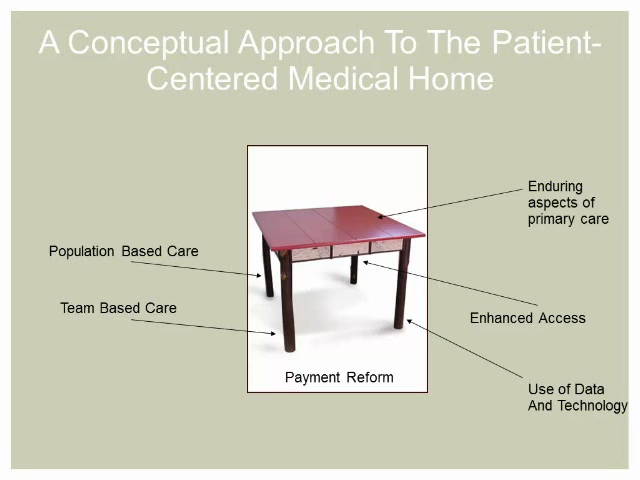 A Conceptual Approach To The Patient-
Centered Medical Home
Enduring
aspects of
primary care
Population Based Care
Team Based Care
Enhanced Access
Payment Reform
Use of Data
And Technology